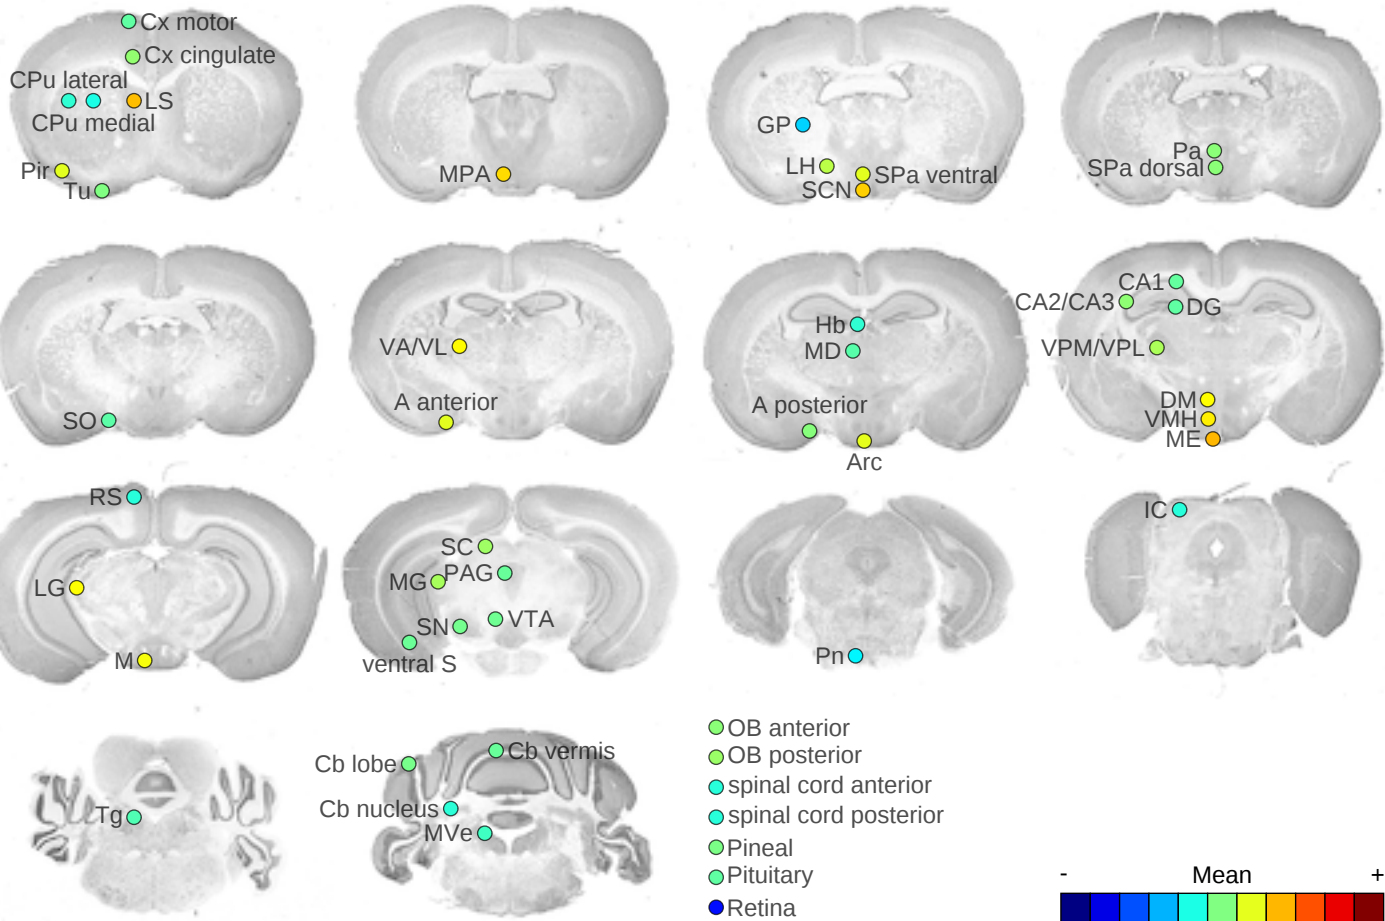 Cx motor
Cx cingulate
CPu lateral
LS
CPu medial
Pir
Tu
MPA
GP
LH
SPa ventral
SCN
Pa
SPa dorsal
SO
VA/VL
A anterior
Hb
MD
A posterior
Arc
CA1
CA2/CA3
DG
VPM/VPL
DM
VMH
ME
RS
LG
M
SC
MG
PAG
SN
VTA
ventral S
Pn
IC
Tg
Cb lobe
Cb vermis
Cb nucleus
MVe
OB anterior
OB posterior
spinal cord anterior
spinal cord posterior
Pineal
Pituitary
Retina
- Mean +